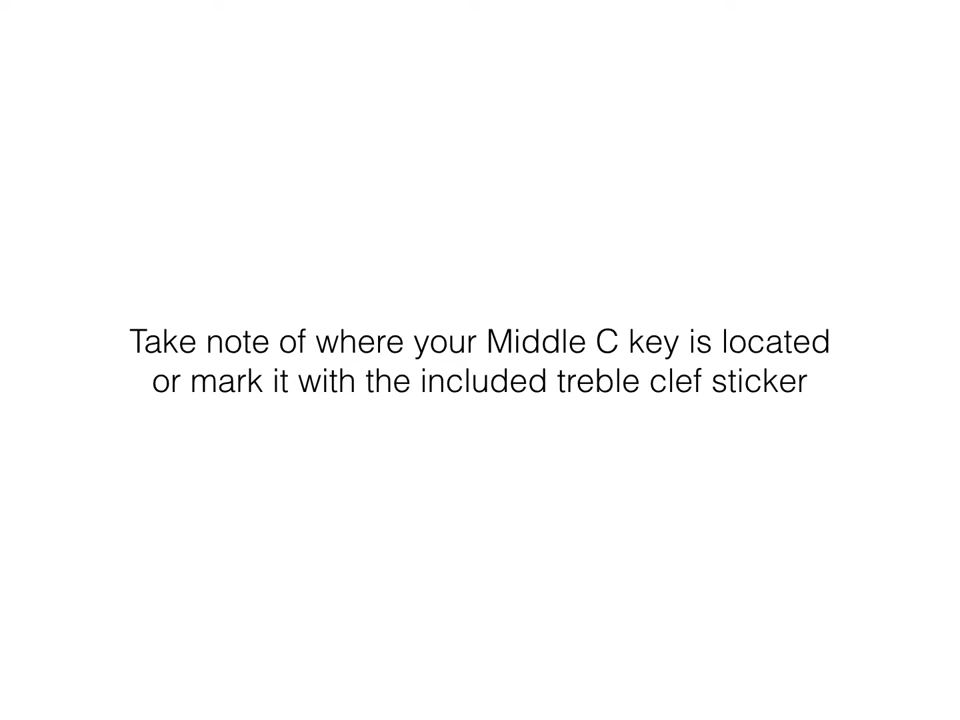 Take note of where your Middle C key is located
or mark it with the included treble clef sticker